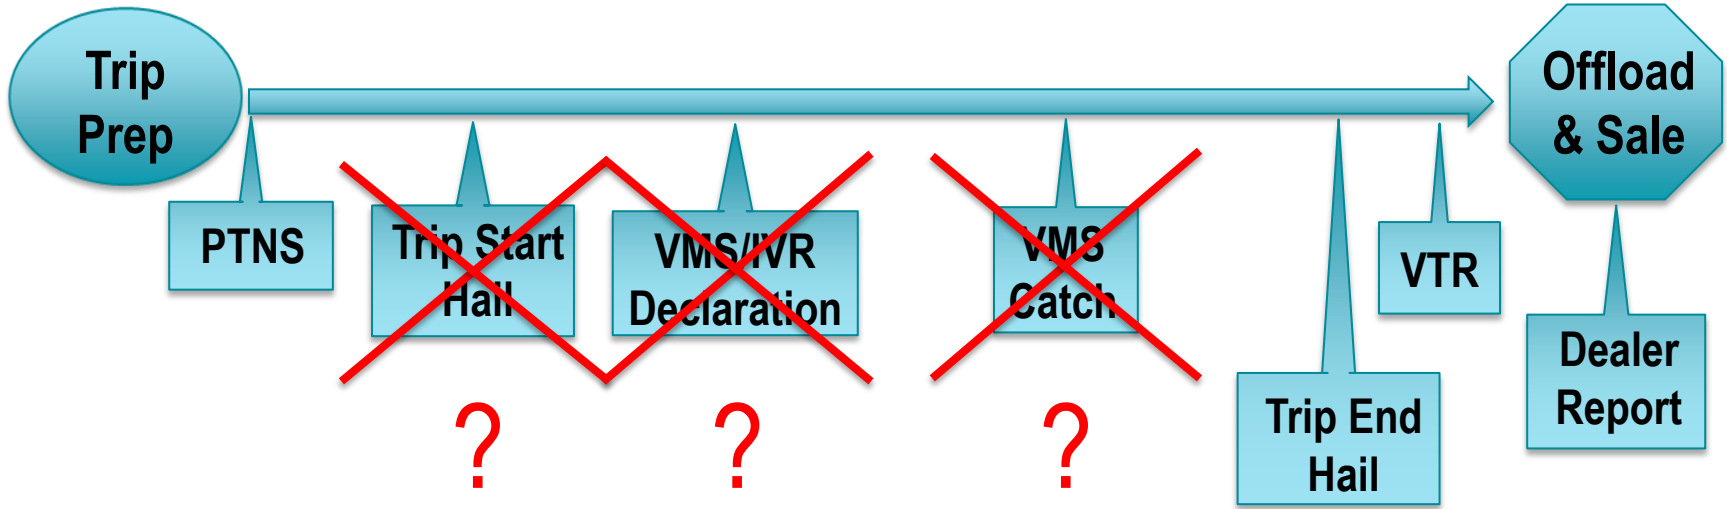 Trip
Prep
PTNS
Trip Start
Hail
VMS/IVR
Declaration
VMS
Catch
Trip End
Hail
VTR
Offload
& Sale
Dealer
Report
?
?
?